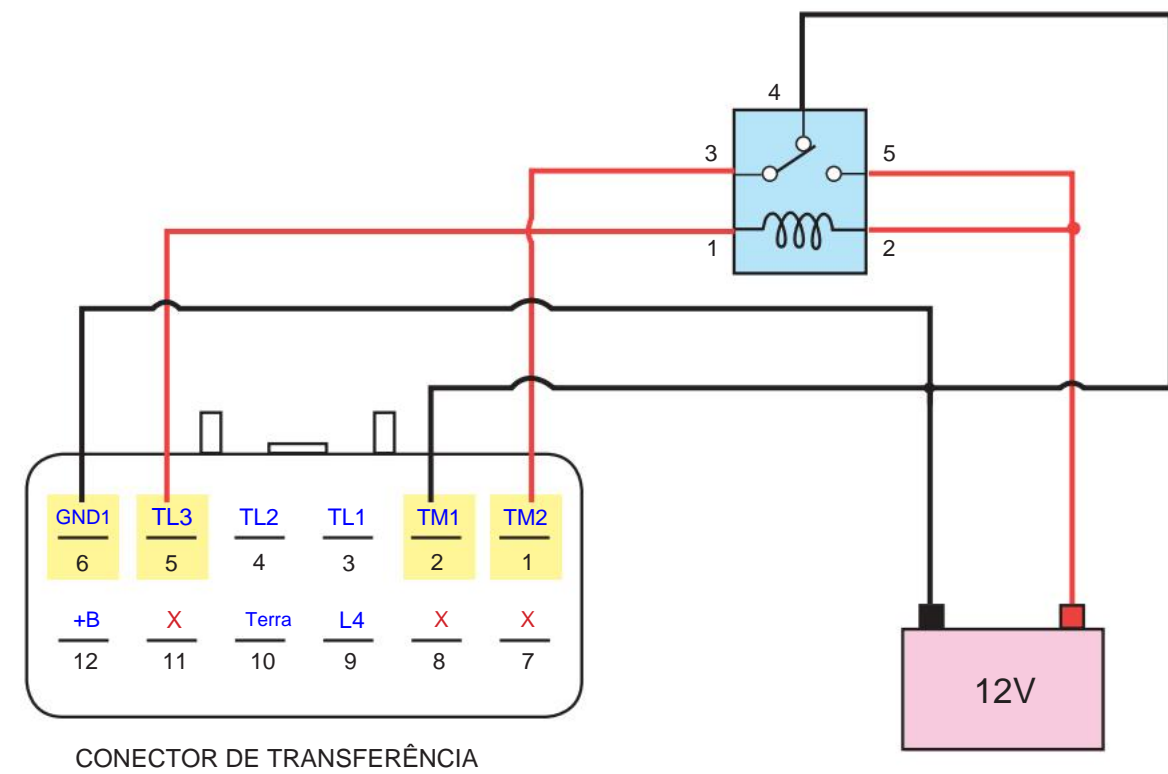 4
3 5
1 2
GND1 TL3 TL2 TL1 TM1 TM2
6 5 4 3 2 1
+B X Terra L4 X X
12 11 10 9 8 7
12V
CONECTOR DE TRANSFERÊNCIA